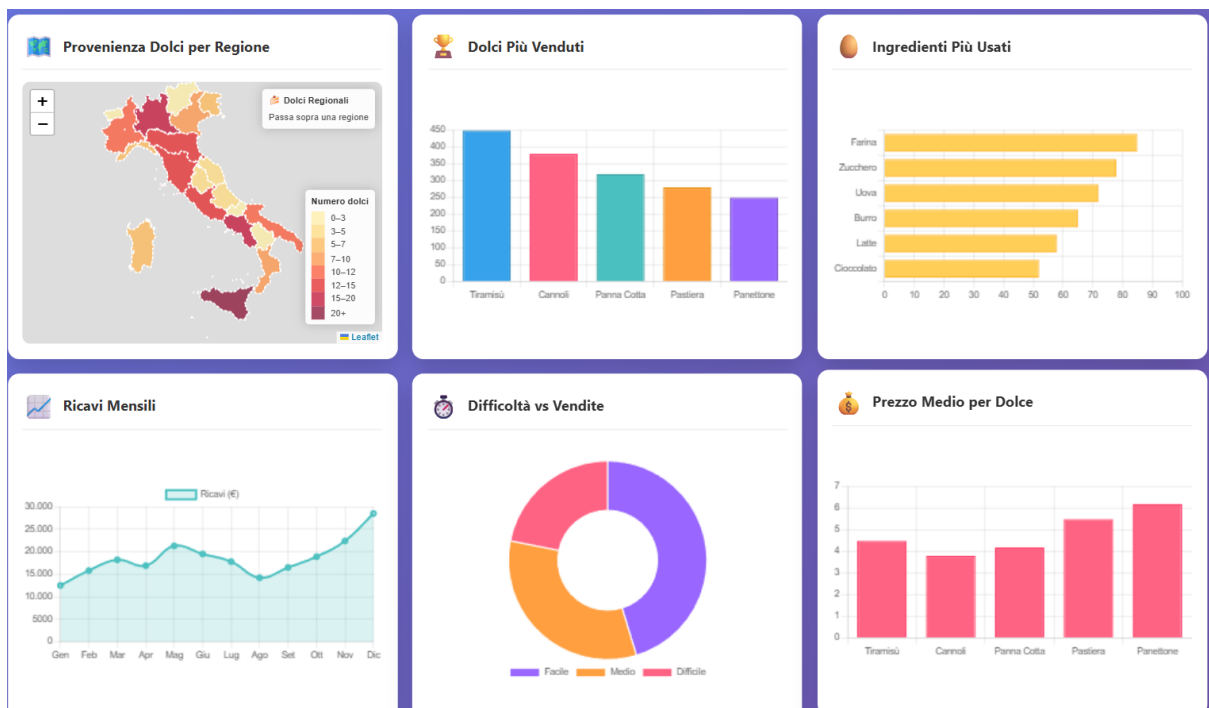 Provenienza Dolci per Regione
+
−
Dolci Regionali
Passa sopra una regione
Numero dolci
0–3
3–5
5–7
7–10
10–12
12–15
15–20
20+
Leaflet
Dolci Più Venduti
450
400
350
300
250
200
150
100
50
0
Tiramisù Cannoli Panna Cotta Pastiera Panettone
Ingredienti Più Usati
Farina
Zucchero
Uova
Burro
Latte
Cioccolato
0 10 20 30 40 50 60 70 80 90 100
Ricavi Mensili
Ricavi (€)
30.000
25.000
20.000
15.000
10.000
5000
0
Gen Feb Mar Apr Mag Giu Lug Ago Set Ott Nov Dic
Difficoltà vs Vendite
Facile Medio Difficile
Prezzo Medio per Dolce
7
6
5
4
3
2
1
0
Tiramisù Cannoli Panna Cotta Pastiera Panettone